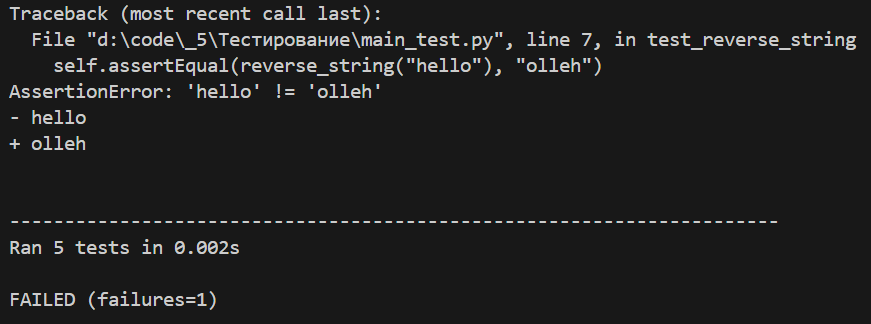 Traceback (most recent call last):
  File "d:\code\_5\Тестирование\main_test.py", line 7, in test_reverse_string
    self.assertEqual(reverse_string("hello"), "olleh")
AssertionError: 'hello' != 'olleh'
- hello
+ olleh
----------------------------------------------------------------------
Ran 5 tests in 0.002s
FAILED (failures=1)